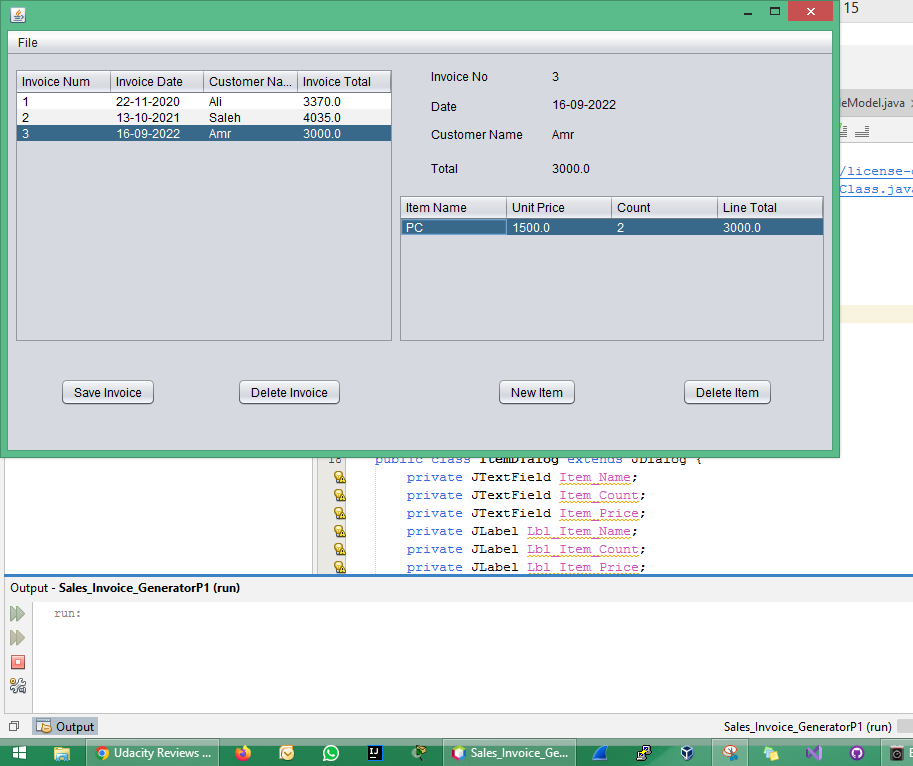 15
File
Invoice Num Invoice Date Customer Na... Invoice Total
1 22-11-2020 Ali 3370.0
2 13-10-2021 Saleh 4035.0
3 16-09-2022 Amr 3000.0
Invoice No 3
Date 16-09-2022
Customer Name Amr
Total 3000.0
Item Name Unit Price Count Line Total
PC 1500.0 2 3000.0
Save Invoice Delete Invoice New Item Delete Item
eModel.java
/license-
Class.java
18 public class ItemDialog extends JDialog {
private JTextField Item_Name;
private JTextField Item_Count;
private JTextField Item_Price;
private JLabel Lbl_Item_Name;
private JLabel Lbl_Item_Count;
private JLabel Lbl_Item_Price;
Output - Sales_Invoice_GeneratorP1 (run)
run:
Output
Sales_Invoice_GeneratorP1 (run)
Udacity Reviews ... Sales_Invoice_Ge...